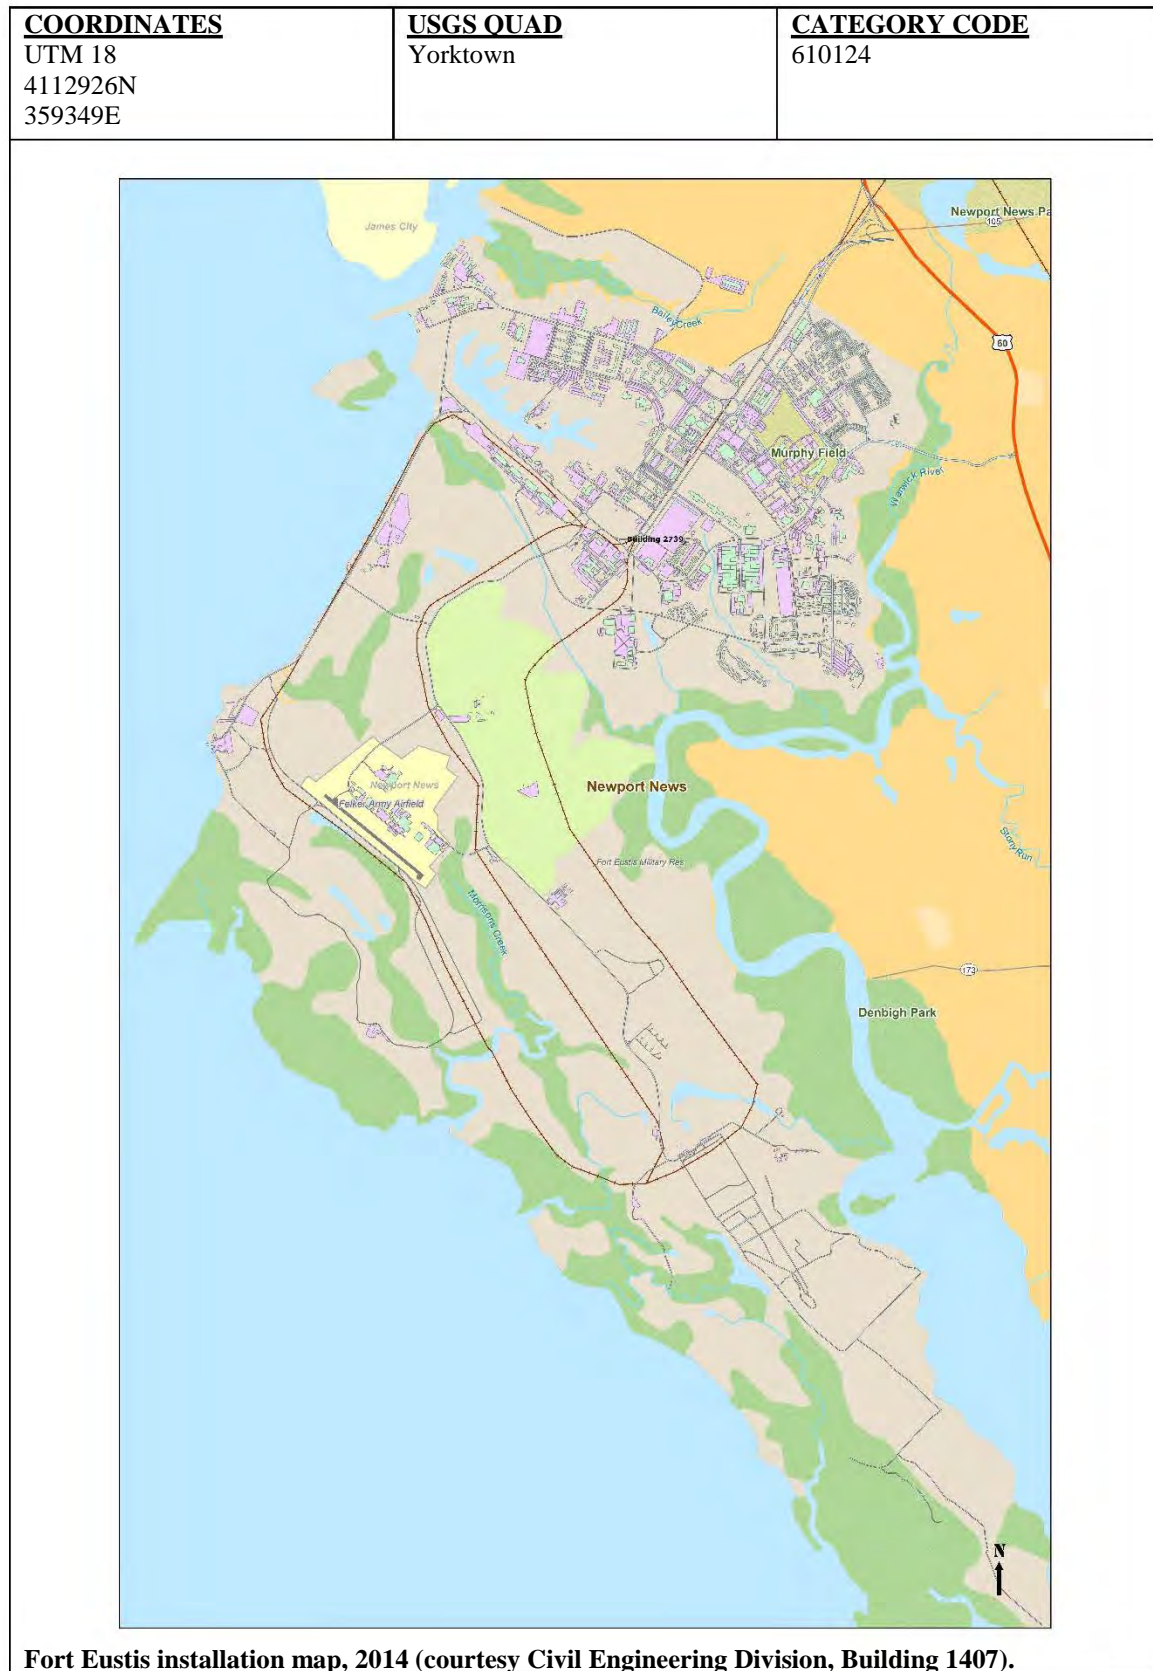 COORDINATES
UTM 18
4112926N
359349E
USGS QUAD
Yorktown
CATEGORY CODE
610124
James City
Newport News Pa
105
Bailey Creek
60
Murphy Field
Warwick River
Building 2739
Newport News
Newport News
Felker Army Airfield
Stony Run
Fort Eustis Military Res
Morrisons Creek
173
Denbigh Park
N
Fort Eustis installation map, 2014 (courtesy Civil Engineering Division, Building 1407).